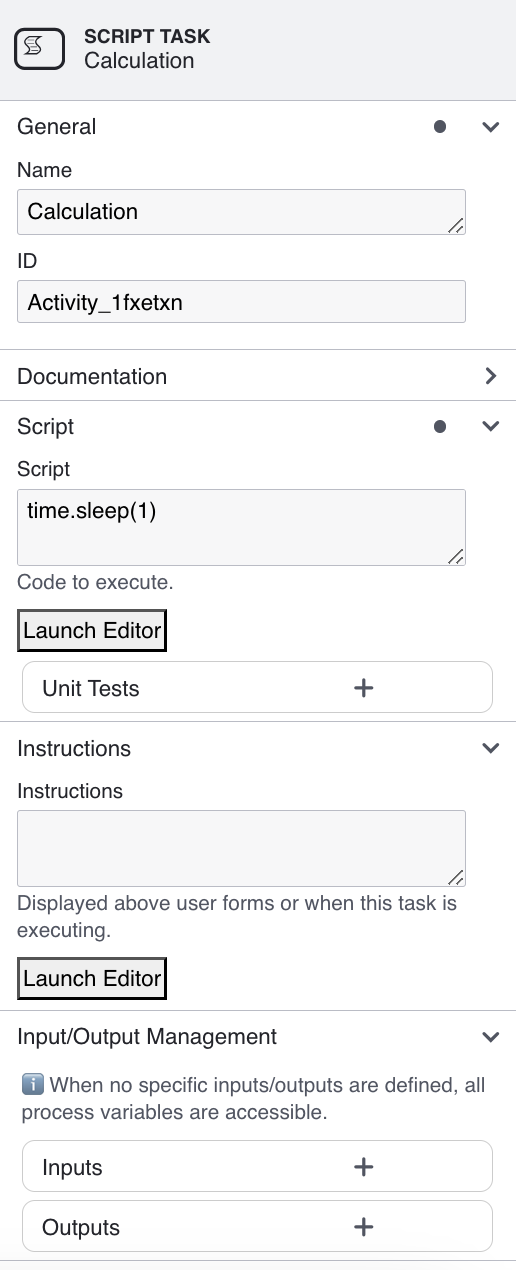 SCRIPT TASK
Calculation
General
Name
Calculation
ID
Activity_1fxetxn
Documentation
Script
Script
time.sleep(1)
Code to execute.
Launch Editor
Unit Tests
Instructions
Instructions
Displayed above user forms or when this task is
executing.
Launch Editor
Input/Output Management
ℹ️ When no specific inputs/outputs are defined, all
process variables are accessible.
Inputs
Outputs